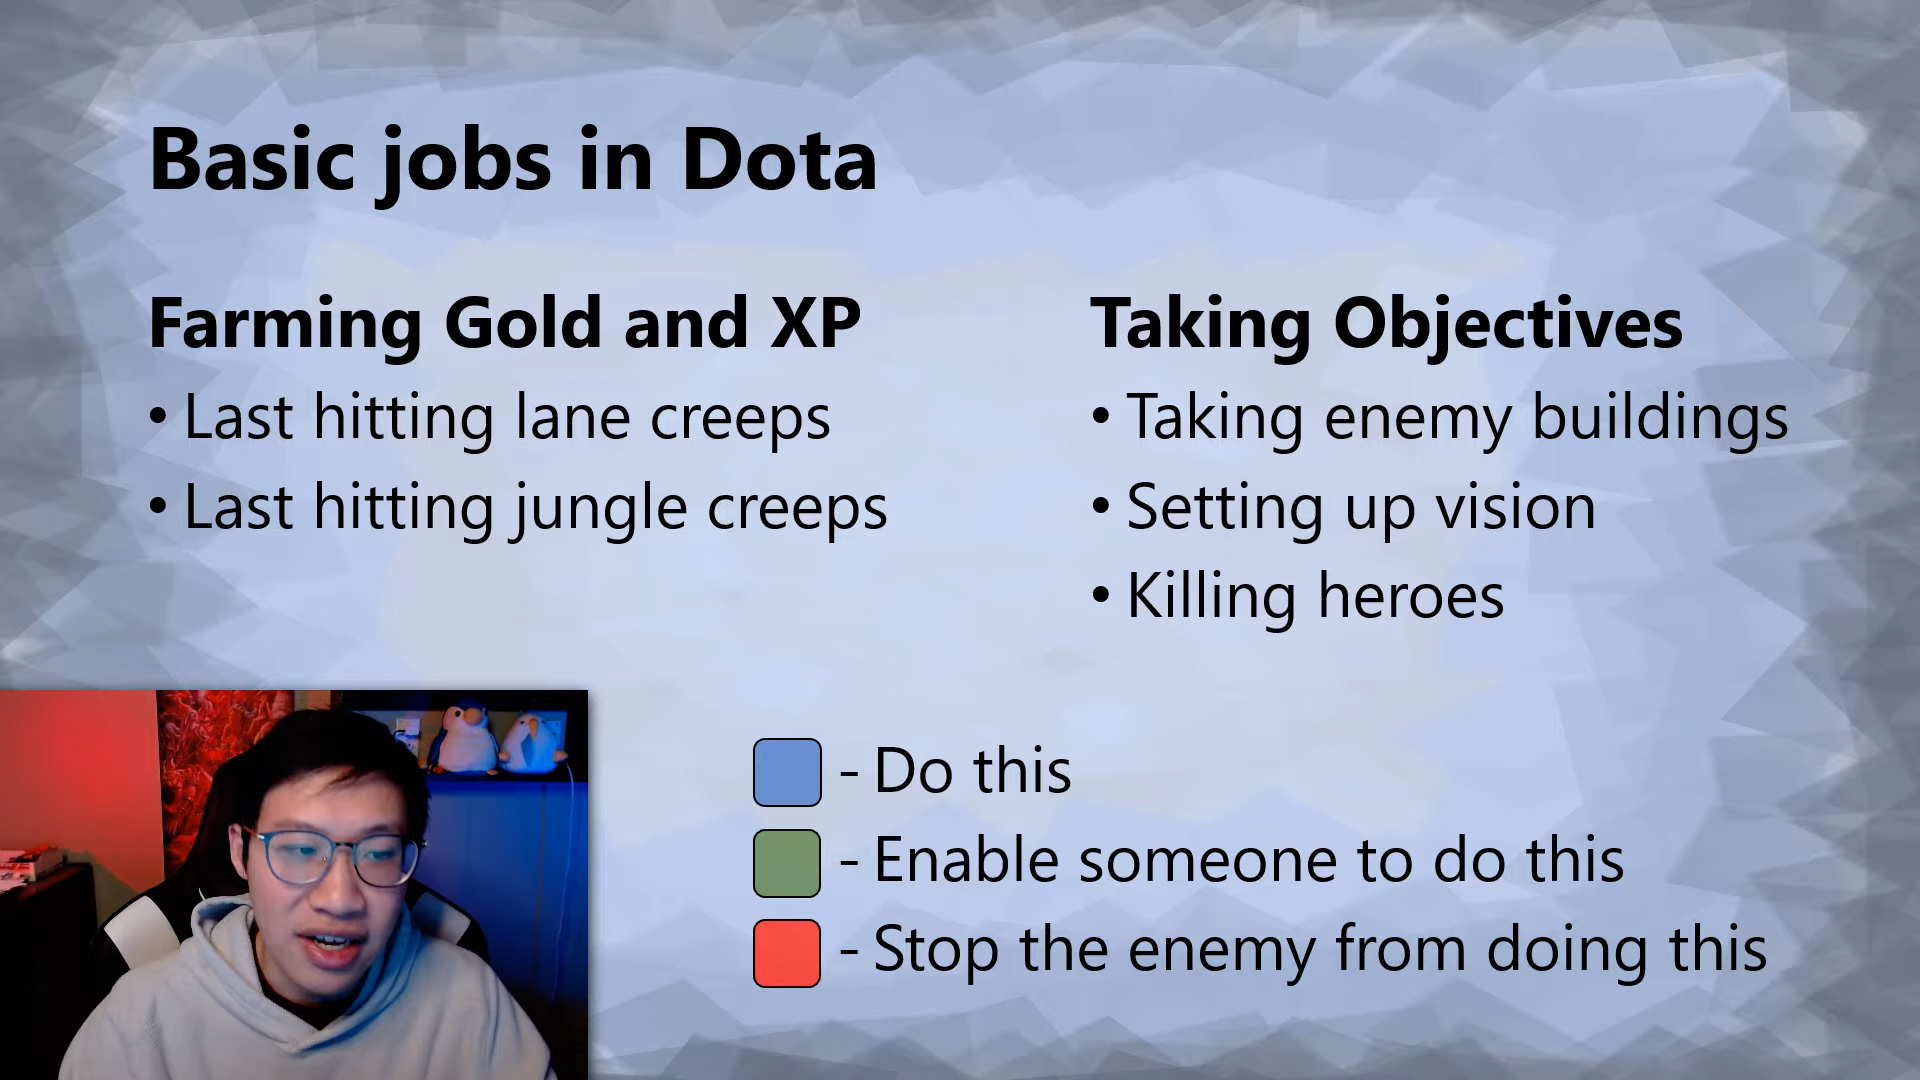 Basic jobs in Dota
Farming Gold and XP
• Last hitting lane creeps
• Last hitting jungle creeps
Taking Objectives
• Taking enemy buildings
• Setting up vision
• Killing heroes
- Do this
- Enable someone to do this
- Stop the enemy from doing this